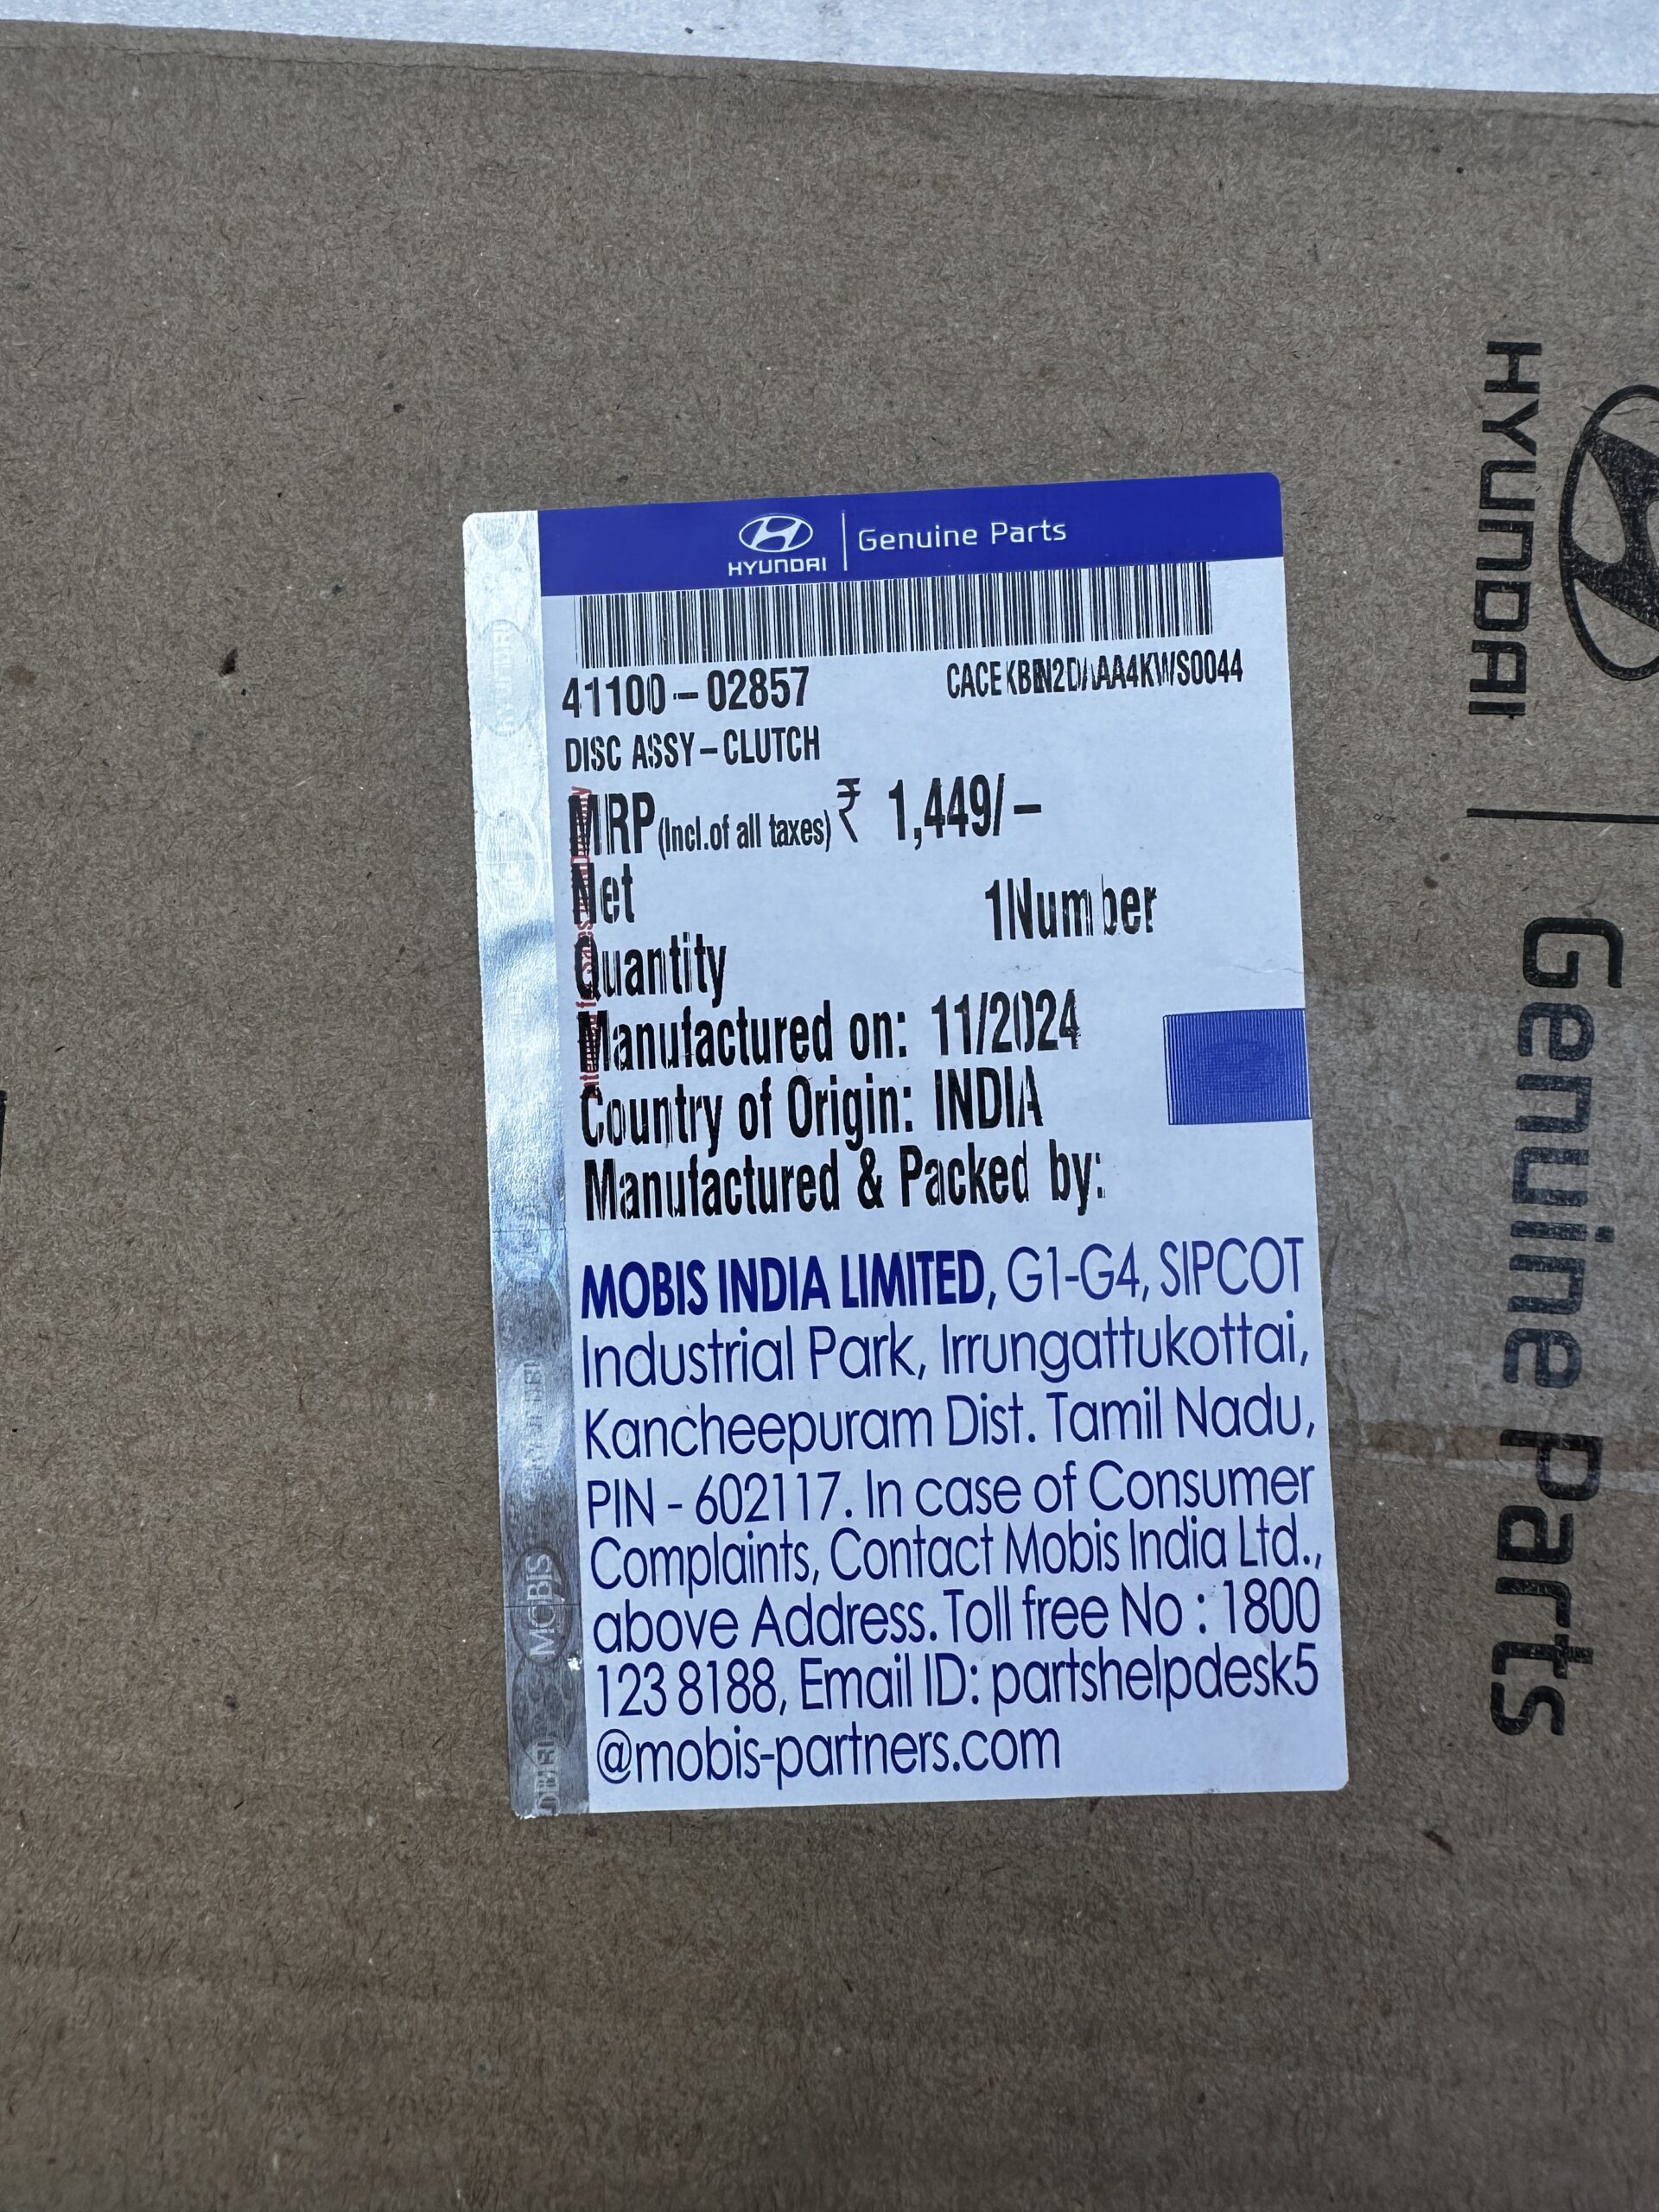 HYUNDAI
Genuine Parts
41100-02857
DISC ASSY-CLUTCH
MRP(Incl.of all taxes)₹ 1,449/-
Net 1Number
Quantity
Manufactured on: 11/2024
Country of Origin: INDIA
Manufactured & Packed by:
MOBIS INDIA LIMITED, G1-G4, SIPCOT
Industrial Park, Irrungattukottai,
Kancheepuram Dist. Tamil Nadu,
PIN - 602117. In case of Consumer
Complaints, Contact Mobis India Ltd.,
above Address. Toll free No : 1800
123 8188, Email ID: partshelpdesk5
@mobis-partners.com
MOBIS
HYUNDAI
Genuine Parts